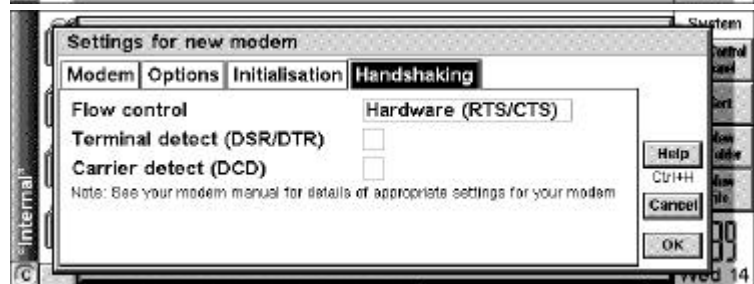 System
Settings for new modem
Modem Options Initialisation Handshaking
Flow control Hardware (RTS/CTS)
Terminal detect (DSR/DTR)
Carrier detect (DCD)
Note: See your modem manual for details of appropriate settings for your modem
Help
Ctrl+H
Cancel
OK
"Internal"
C
Wed 14